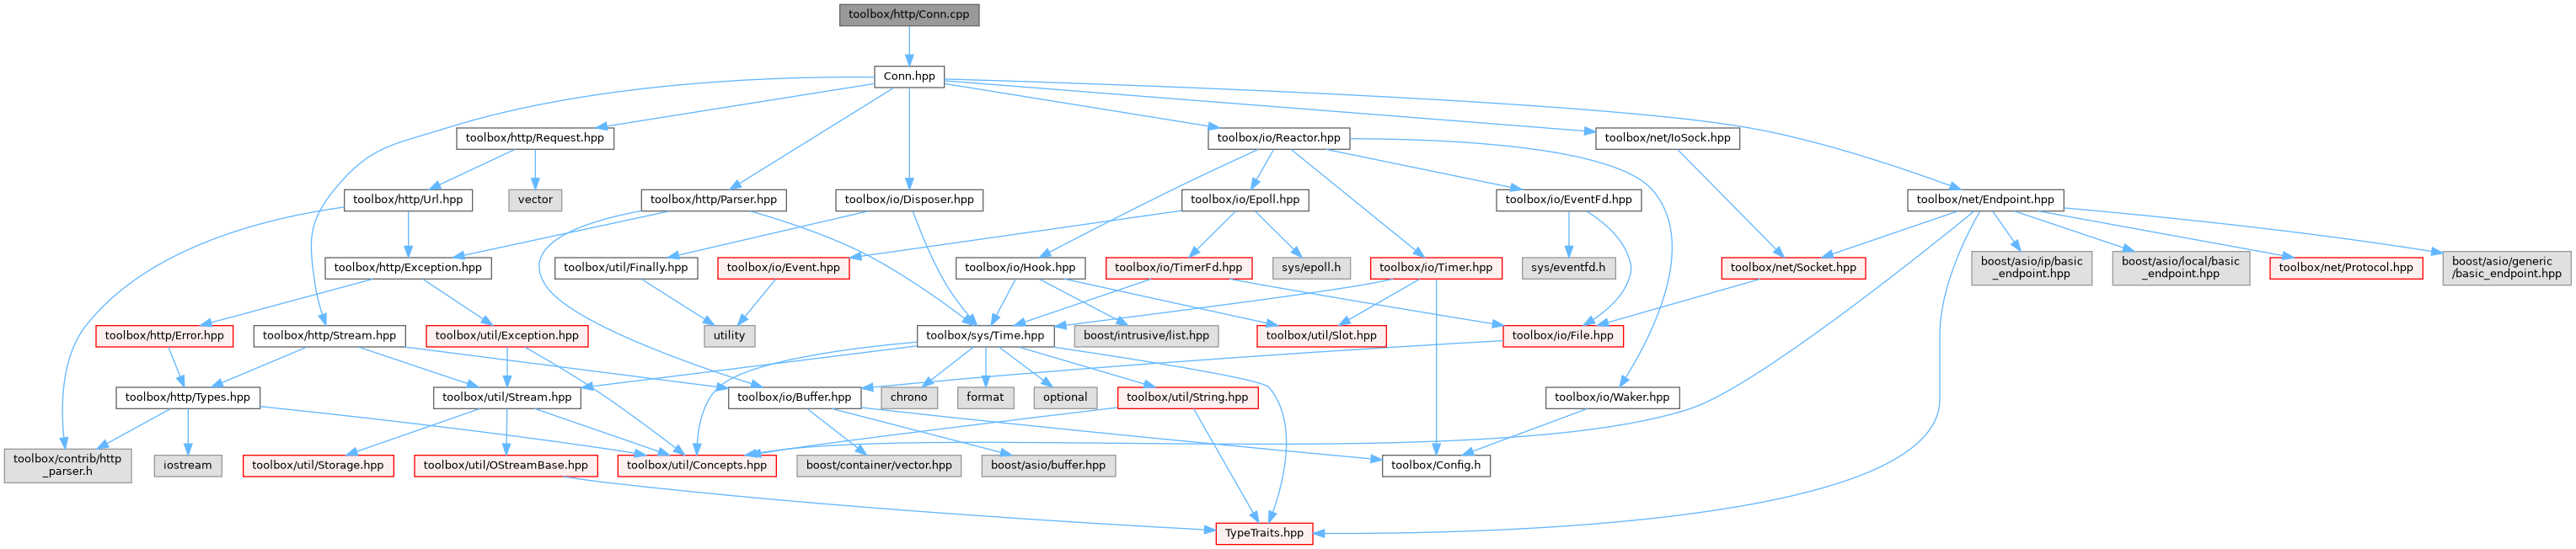 toolbox/http/Conn.cpp
Conn.hpp
toolbox/http/Request.hpp
toolbox/io/Reactor.hpp
toolbox/net/IoSock.hpp
toolbox/http/Url.hpp
vector
toolbox/http/Parser.hpp
toolbox/io/Disposer.hpp
toolbox/io/Epoll.hpp
toolbox/io/EventFd.hpp
toolbox/net/Endpoint.hpp
toolbox/http/Exception.hpp
toolbox/util/Finally.hpp
toolbox/io/Event.hpp
toolbox/io/Hook.hpp
toolbox/io/TimerFd.hpp
sys/epoll.h
toolbox/io/Timer.hpp
sys/eventfd.h
toolbox/net/Socket.hpp
boost/asio/ip/basic
_endpoint.hpp
boost/asio/local/basic
_endpoint.hpp
toolbox/net/Protocol.hpp
boost/asio/generic
/basic_endpoint.hpp
toolbox/http/Error.hpp
toolbox/http/Stream.hpp
toolbox/util/Exception.hpp
utility
toolbox/sys/Time.hpp
boost/intrusive/list.hpp
toolbox/util/Slot.hpp
toolbox/io/File.hpp
toolbox/http/Types.hpp
toolbox/util/Stream.hpp
toolbox/io/Buffer.hpp
chrono
format
optional
toolbox/util/String.hpp
toolbox/io/Waker.hpp
toolbox/contrib/http
_parser.h
iostream
toolbox/util/Storage.hpp
toolbox/util/OStreamBase.hpp
toolbox/util/Concepts.hpp
boost/container/vector.hpp
boost/asio/buffer.hpp
toolbox/Config.h
TypeTraits.hpp